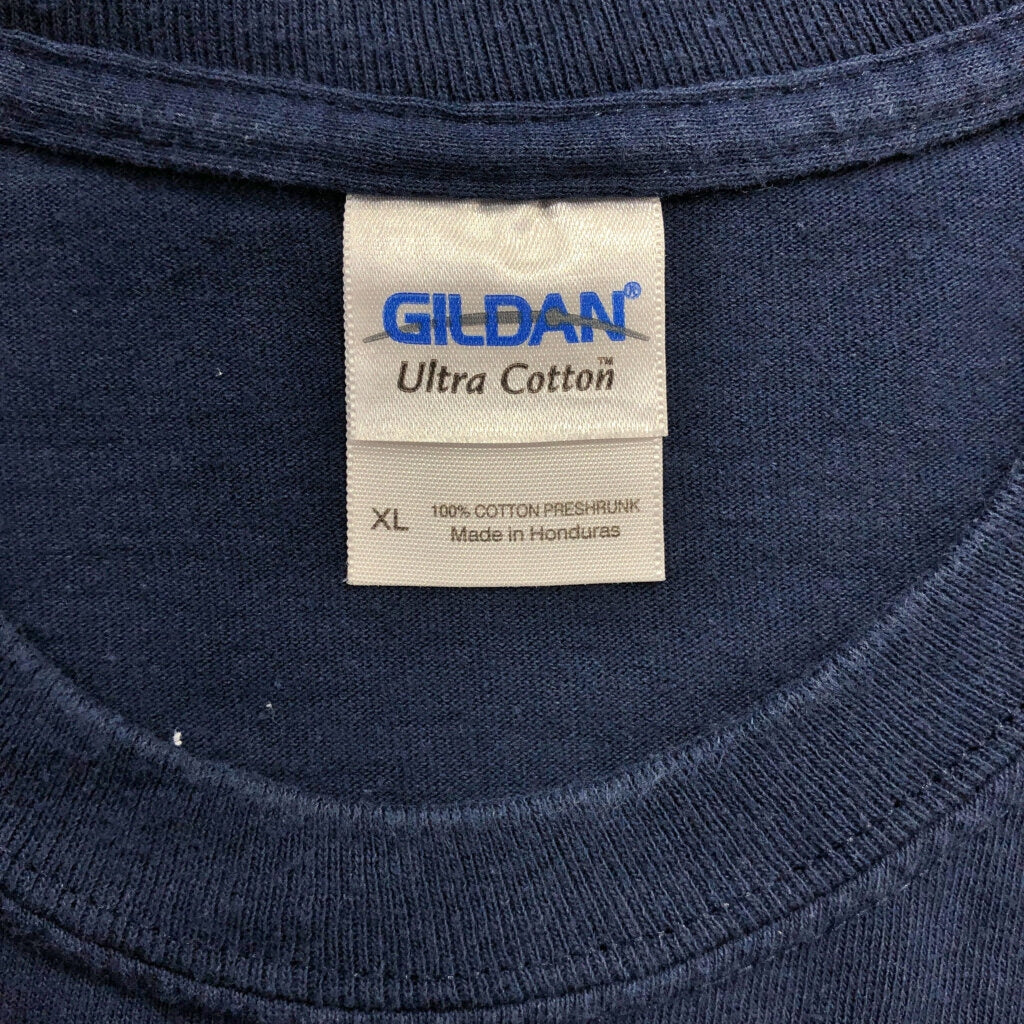 GILDAN®
Ultra Cotton™
XL 100% COTTON PRESHRUNK
Made in Honduras